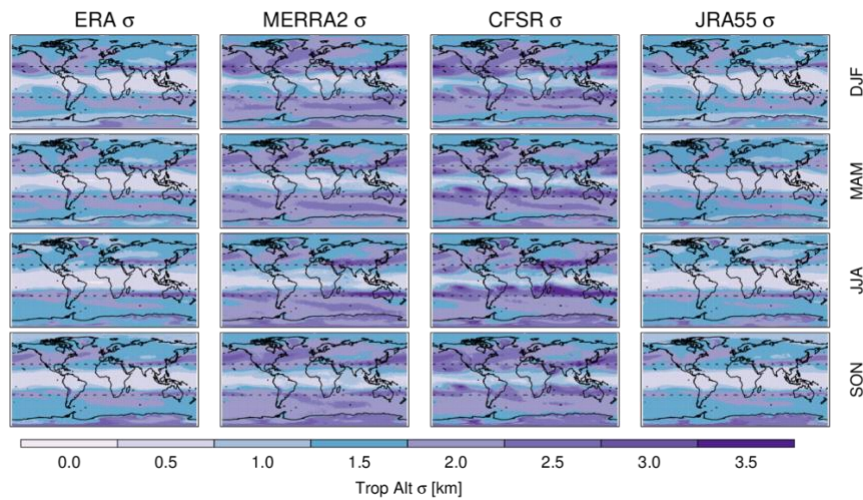 ERA σ MERRA2 σ CFSR σ JRA55 σ
DJF
MAM
JJA
SON
0.0 0.5 1.0 1.5 2.0 2.5 3.0 3.5
Trop Alt σ [km]